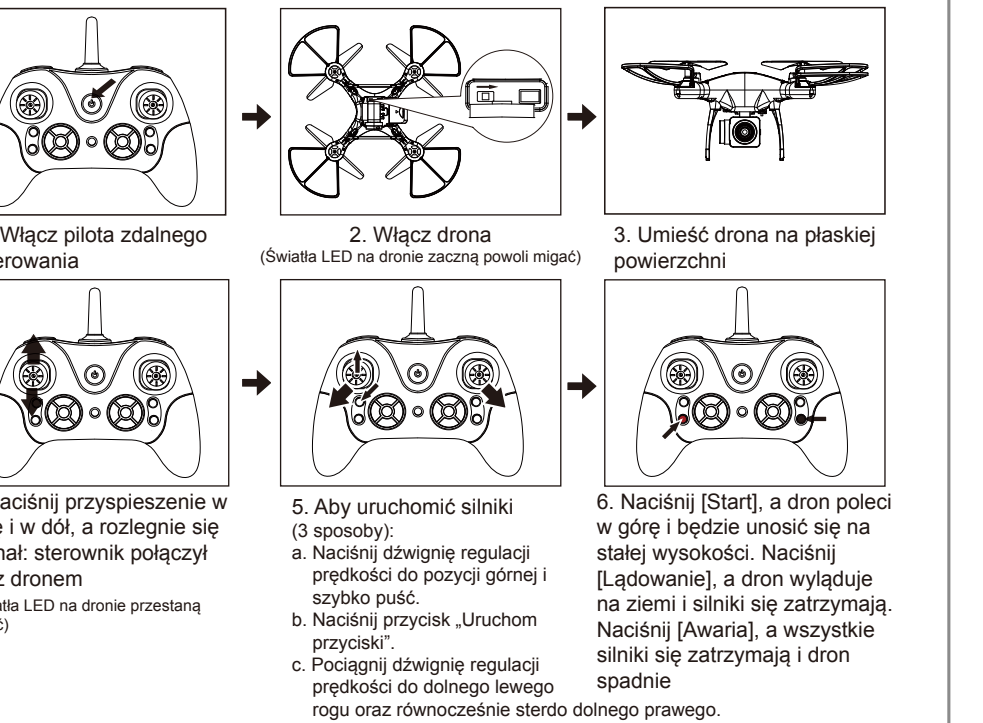 Włącz pilota zdalnego
erowania
2. Włącz drona
(Światła LED na dronie zaczną powoli migać)
3. Umieść drona na płaskiej
powierzchni
aciśnij przyspieszenie w
e i w dół, a rozlegnie się
nał: sterownik połączył
z dronem
tła LED na dronie przestaną
ć)
5. Aby uruchomić silniki
(3 sposoby):
a. Naciśnij dźwignię regulacji
prędkości do pozycji górnej i
szybko puść.
b. Naciśnij przycisk „Uruchom
przyciski”.
c. Pociągnij dźwignię regulacji
prędkości do dolnego lewego
rogu oraz równocześnie sterdo dolnego prawego.
6. Naciśnij [Start], a dron poleci
w górę i będzie unosić się na
stałej wysokości. Naciśnij
[Lądowanie], a dron wyląduje
na ziemi i silniki się zatrzymają.
Naciśnij [Awaria], a wszystkie
silniki się zatrzymają i dron
spadnie